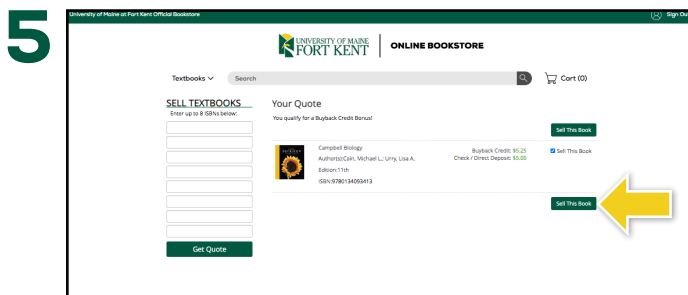 5
University of Maine at Fort Kent Official Bookstore
Sign Out
UNIVERSITY OF MAINE
FORT KENT
ONLINE BOOKSTORE
Textbooks
Search
Cart (0)
SELL TEXTBOOKS
Enter up to 8 ISBNs below:
Get Quote
Your Quote
You qualify for a Buyback Credit Bonus!
Sell This Book
Campbell Biology
Author(s):Cain, Michael L.; Urry, Lisa A.
Edition:11th
ISBN:9780134093413
Buyback Credit: $5.25
Check / Direct Deposit: $5.00
Sell This Book
Sell This Book